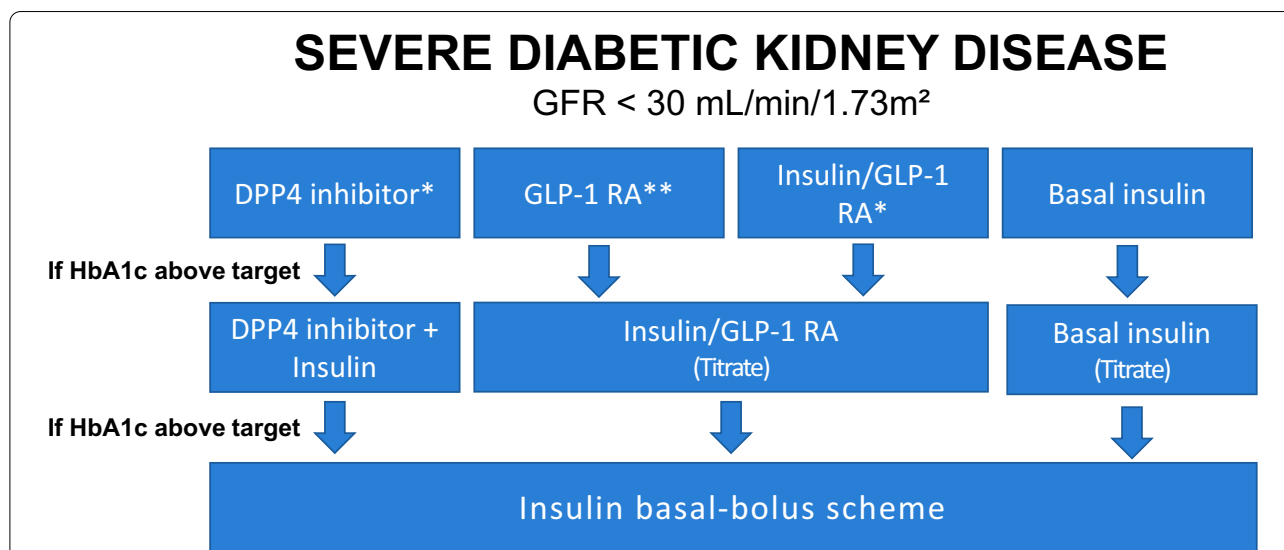 SEVERE DIABETIC KIDNEY DISEASE
GFR < 30 mL/min/1.73m²
DPP4 inhibitor*
GLP-1 RA**
Insulin/GLP-1
RA*
Basal insulin
If HbA1c above target
DPP4 inhibitor +
Insulin
Insulin/GLP-1 RA
(Titrate)
Basal insulin
(Titrate)
If HbA1c above target
Insulin basal-bolus scheme